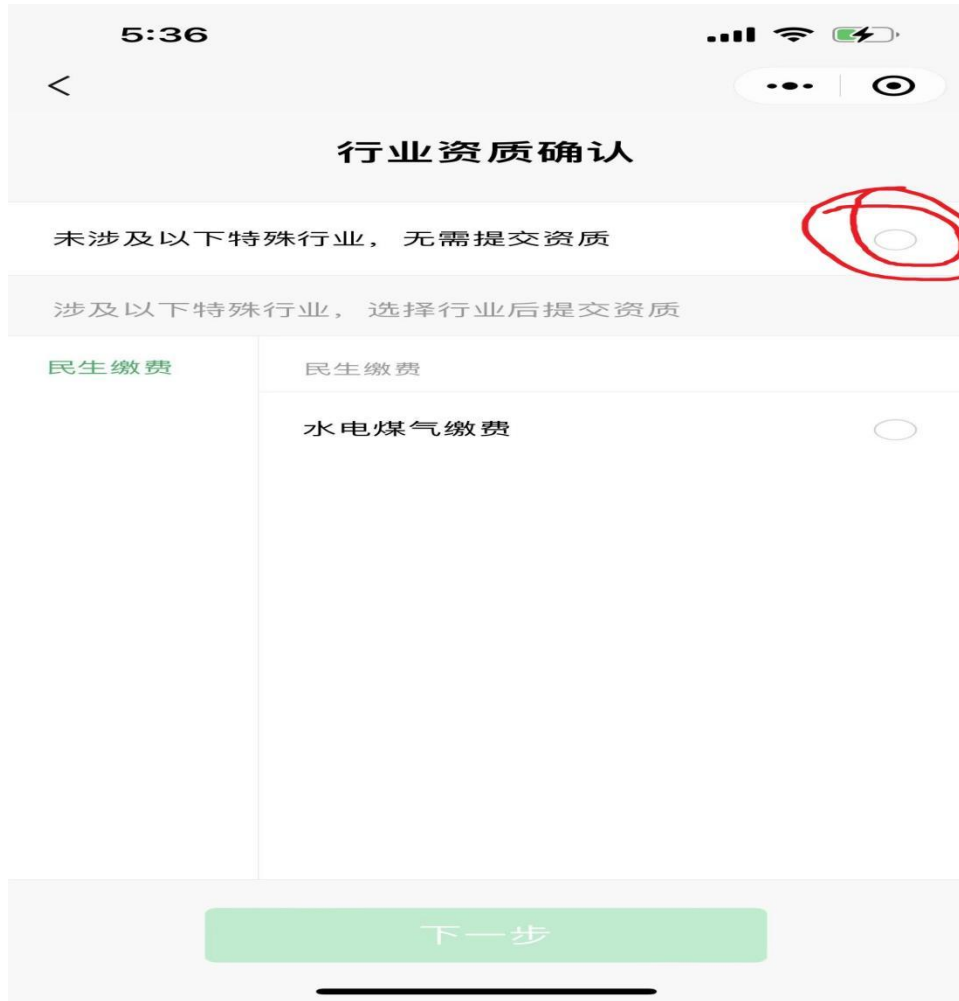 5:36
行业资质确认
未涉及以下特殊行业，无需提交资质
涉及以下特殊行业，选择行业后提交资质
民生缴费
民生缴费
水电煤气缴费
下一步